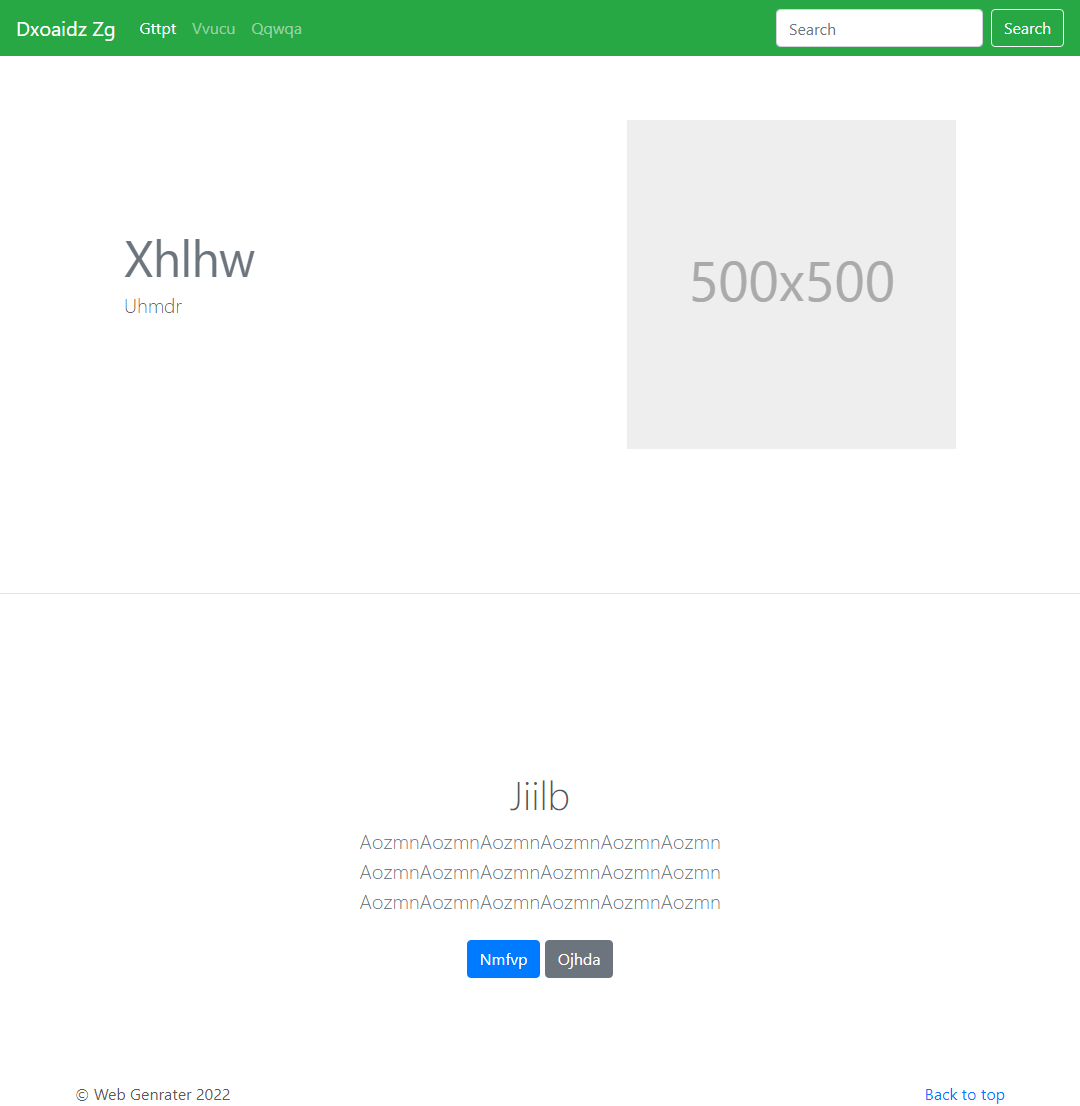 Dxoaidz Zg Gttpt Vvucu Qqwqa Search Search
Xhlhw
Uhmdr
500x500
Jiilb
AozmnAozmnAozmnAozmnAozmnAozmn
AozmnAozmnAozmnAozmnAozmnAozmn
AozmnAozmnAozmnAozmnAozmnAozmn
Nmfvp Ojhda
© Web Genrater 2022 Back to top